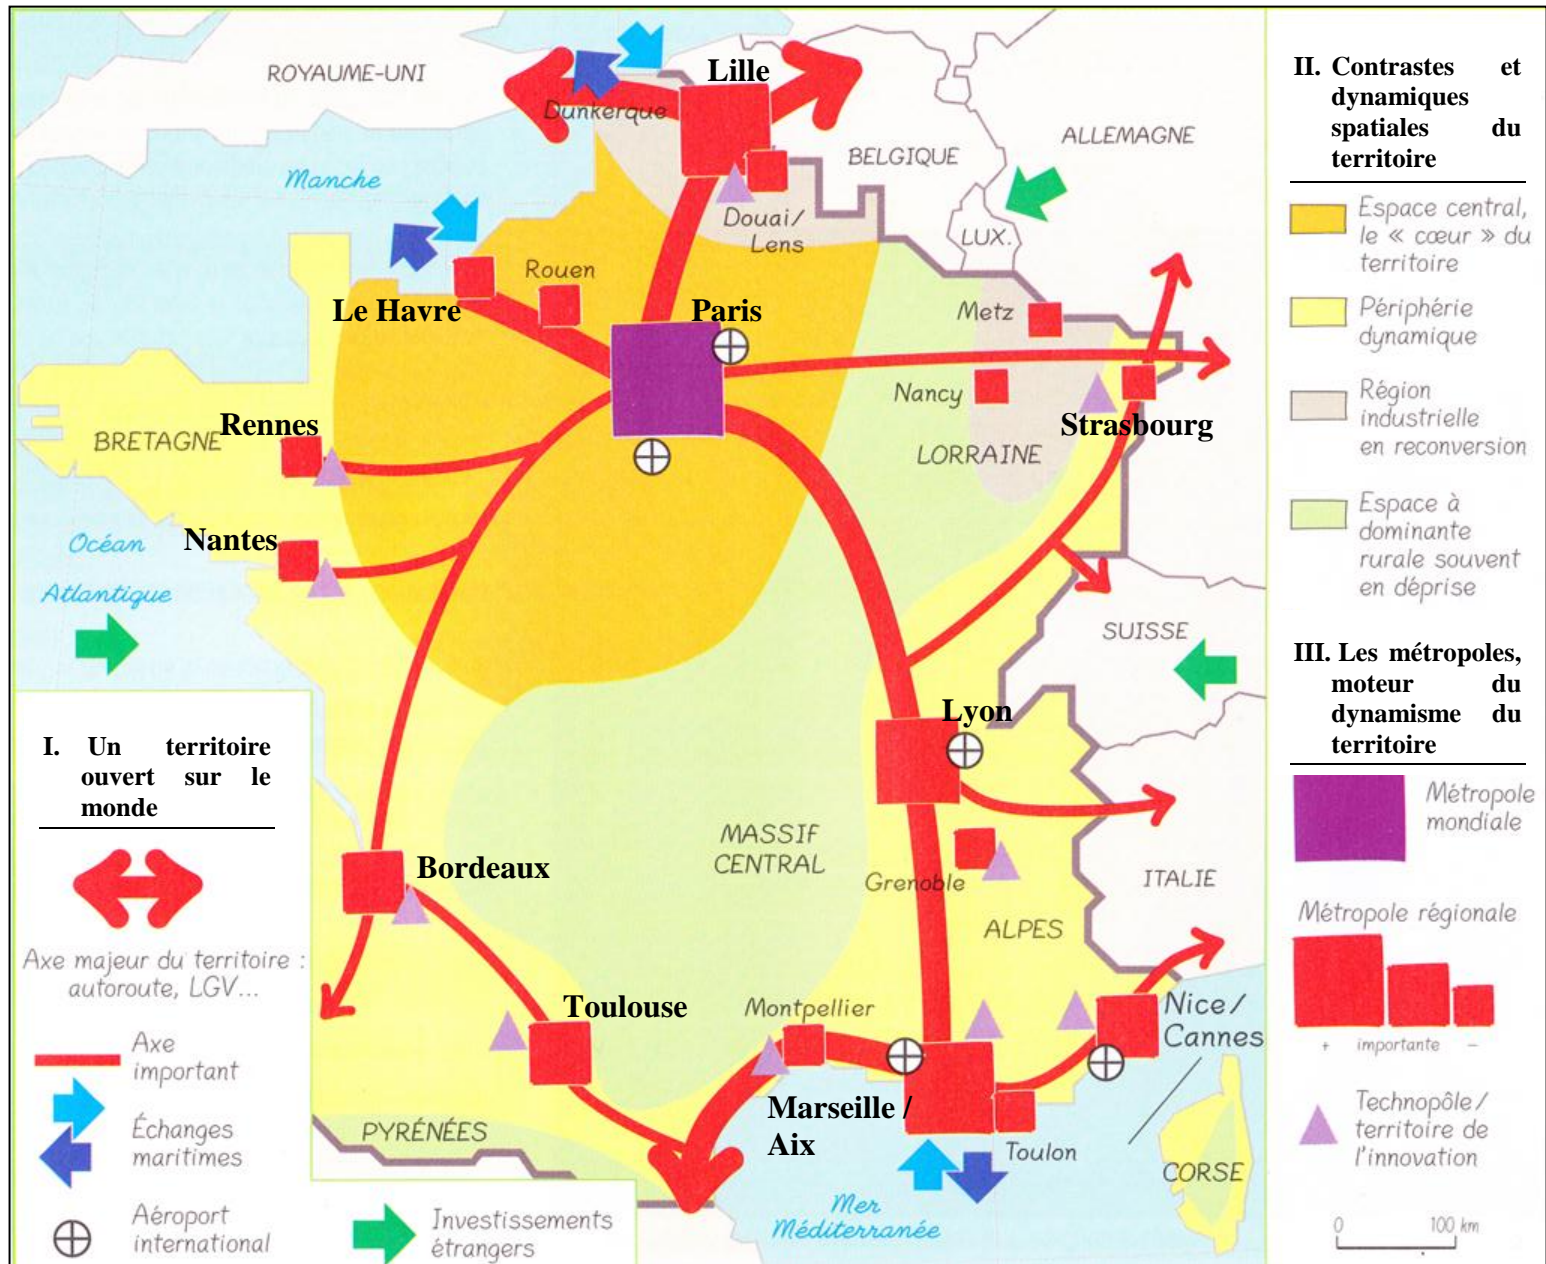 ROYAUME-UNI
Lille
Dunkerque
BELGIQUE
ALLEMAGNE
Manche
Douai/
Lens
LUX.
Rouen
Le Havre
Paris
Metz
Nancy
Strasbourg
LORRAINE
BRETAGNE
Rennes
Nantes
Océan
Atlantique
SUISSE
Lyon
MASSIF
CENTRAL
Grenoble
ITALIE
ALPES
Bordeaux
Toulouse
Montpellier
Nice/
Cannes
Marseille /
Aix
Toulon
PYRÉNÉES
CORSE
Mer
Méditerranée
I. Un territoire
ouvert sur le
monde
Axe majeur du territoire :
autoroute, LGV...
Axe
important
Échanges
maritimes
Aéroport
international
Investissements
étrangers
II. Contrastes et
dynamiques
spatiales du
territoire
Espace central,
le « cœur » du
territoire
Périphérie
dynamique
Région
industrielle
en reconversion
Espace à
dominante
rurale souvent
en déprise
III. Les métropoles,
moteur du
dynamisme du
territoire
Métropole
mondiale
Métropole régionale
+ importante −
Technopôle/
territoire de
l'innovation
0 100 km